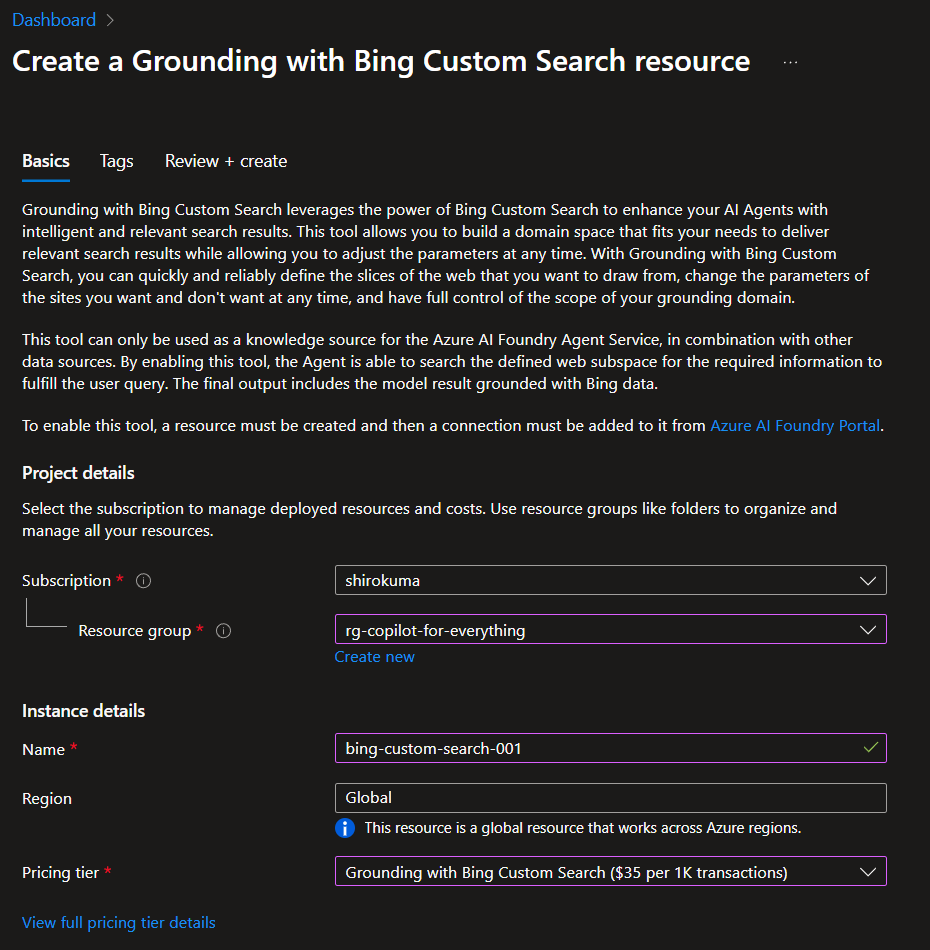 Dashboard
Create a Grounding with Bing Custom Search resource
Basics
Tags
Review + create
Grounding with Bing Custom Search leverages the power of Bing Custom Search to enhance your AI Agents with
intelligent and relevant search results. This tool allows you to build a domain space that fits your needs to deliver
relevant search results while allowing you to adjust the parameters at any time. With Grounding with Bing Custom
Search, you can quickly and reliably define the slices of the web that you want to draw from, change the parameters of
the sites you want and don't want at any time, and have full control of the scope of your grounding domain.
This tool can only be used as a knowledge source for the Azure AI Foundry Agent Service, in combination with other
data sources. By enabling this tool, the Agent is able to search the defined web subspace for the required information to
fulfill the user query. The final output includes the model result grounded with Bing data.
To enable this tool, a resource must be created and then a connection must be added to it from Azure AI Foundry Portal.
Project details
Select the subscription to manage deployed resources and costs. Use resource groups like folders to organize and
manage all your resources.
Subscription *
shirokuma
Resource group *
rg-copilot-for-everything
Create new
Instance details
Name *
bing-custom-search-001
Region
Global
This resource is a global resource that works across Azure regions.
Pricing tier *
Grounding with Bing Custom Search ($35 per 1K transactions)
View full pricing tier details